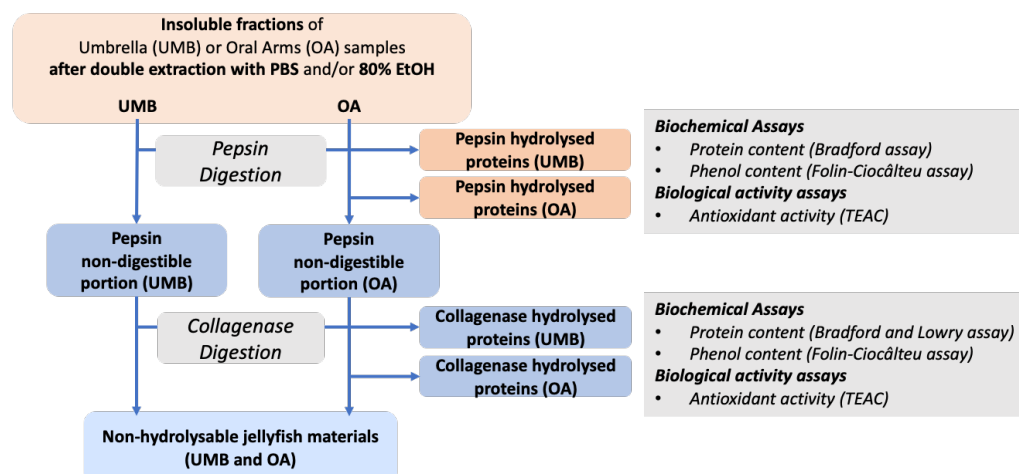 Insoluble fractions of
Umbrella (UMB) or Oral Arms (OA) samples
after double extraction with PBS and/or 80% EtOH
UMB
OA
Pepsin
Digestion
Pepsin hydrolysed
proteins (UMB)
Pepsin hydrolysed
proteins (OA)
Biochemical Assays
• Protein content (Bradford assay)
• Phenol content (Folin-Ciocâlteu assay)
Biological activity assays
• Antioxidant activity (TEAC)
Pepsin
non-digestible
portion (UMB)
Pepsin
non-digestible
portion (OA)
Collagenase
Digestion
Collagenase hydrolysed
proteins (UMB)
Collagenase hydrolysed
proteins (OA)
Biochemical Assays
• Protein content (Bradford and Lowry assay)
• Phenol content (Folin-Ciocâlteu assay)
Biological activity assays
• Antioxidant activity (TEAC)
Non-hydrolysable jellyfish materials
(UMB and OA)